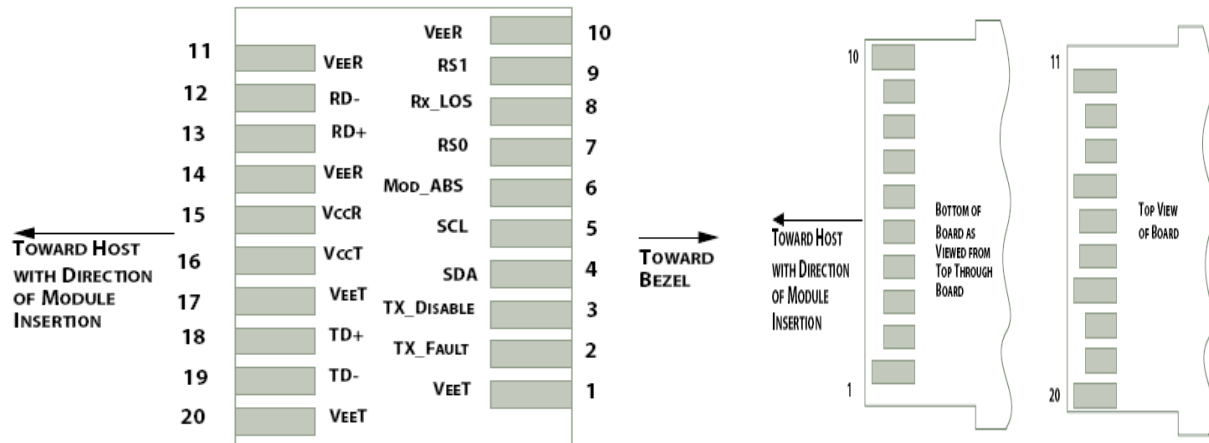 11 VEER
12 RD-
13 RD+
14 VEER
15 VCCR
16 VCCT
17 VEET
18 TD+
19 TD-
20 VEET
VEER 10
RS1 9
RX_LOS 8
RS0 7
MOD_ABS 6
SCL 5
SDA 4
TX_DISABLE 3
TX_FAULT 2
VEET 1
TOWARD HOST
WITH DIRECTION
OF MODULE
INSERTION
TOWARD
BEZEL
10
1
TOWARD HOST
WITH DIRECTION
OF MODULE
INSERTION
BOTTOM OF
BOARD AS
VIEWED FROM
TOP THROUGH
BOARD
11
20
TOP VIEW
OF BOARD